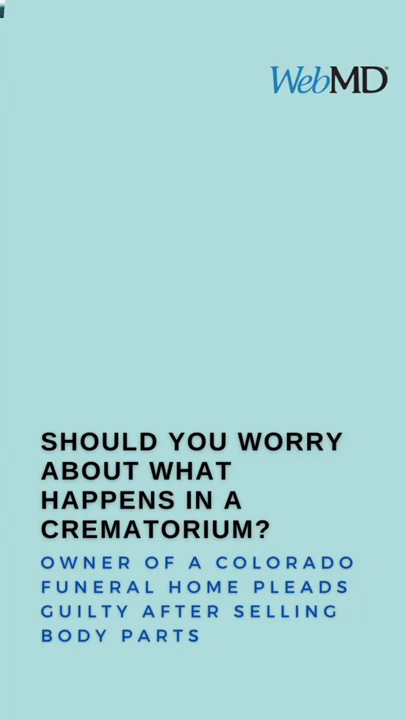 WebMD
SHOULD YOU WORRY
ABOUT WHAT
HAPPENS IN A
CREMATORIUM?
OWNER OF A COLORADO
FUNERAL HOME PLEADS
GUILTY AFTER SELLING
BODY PARTS